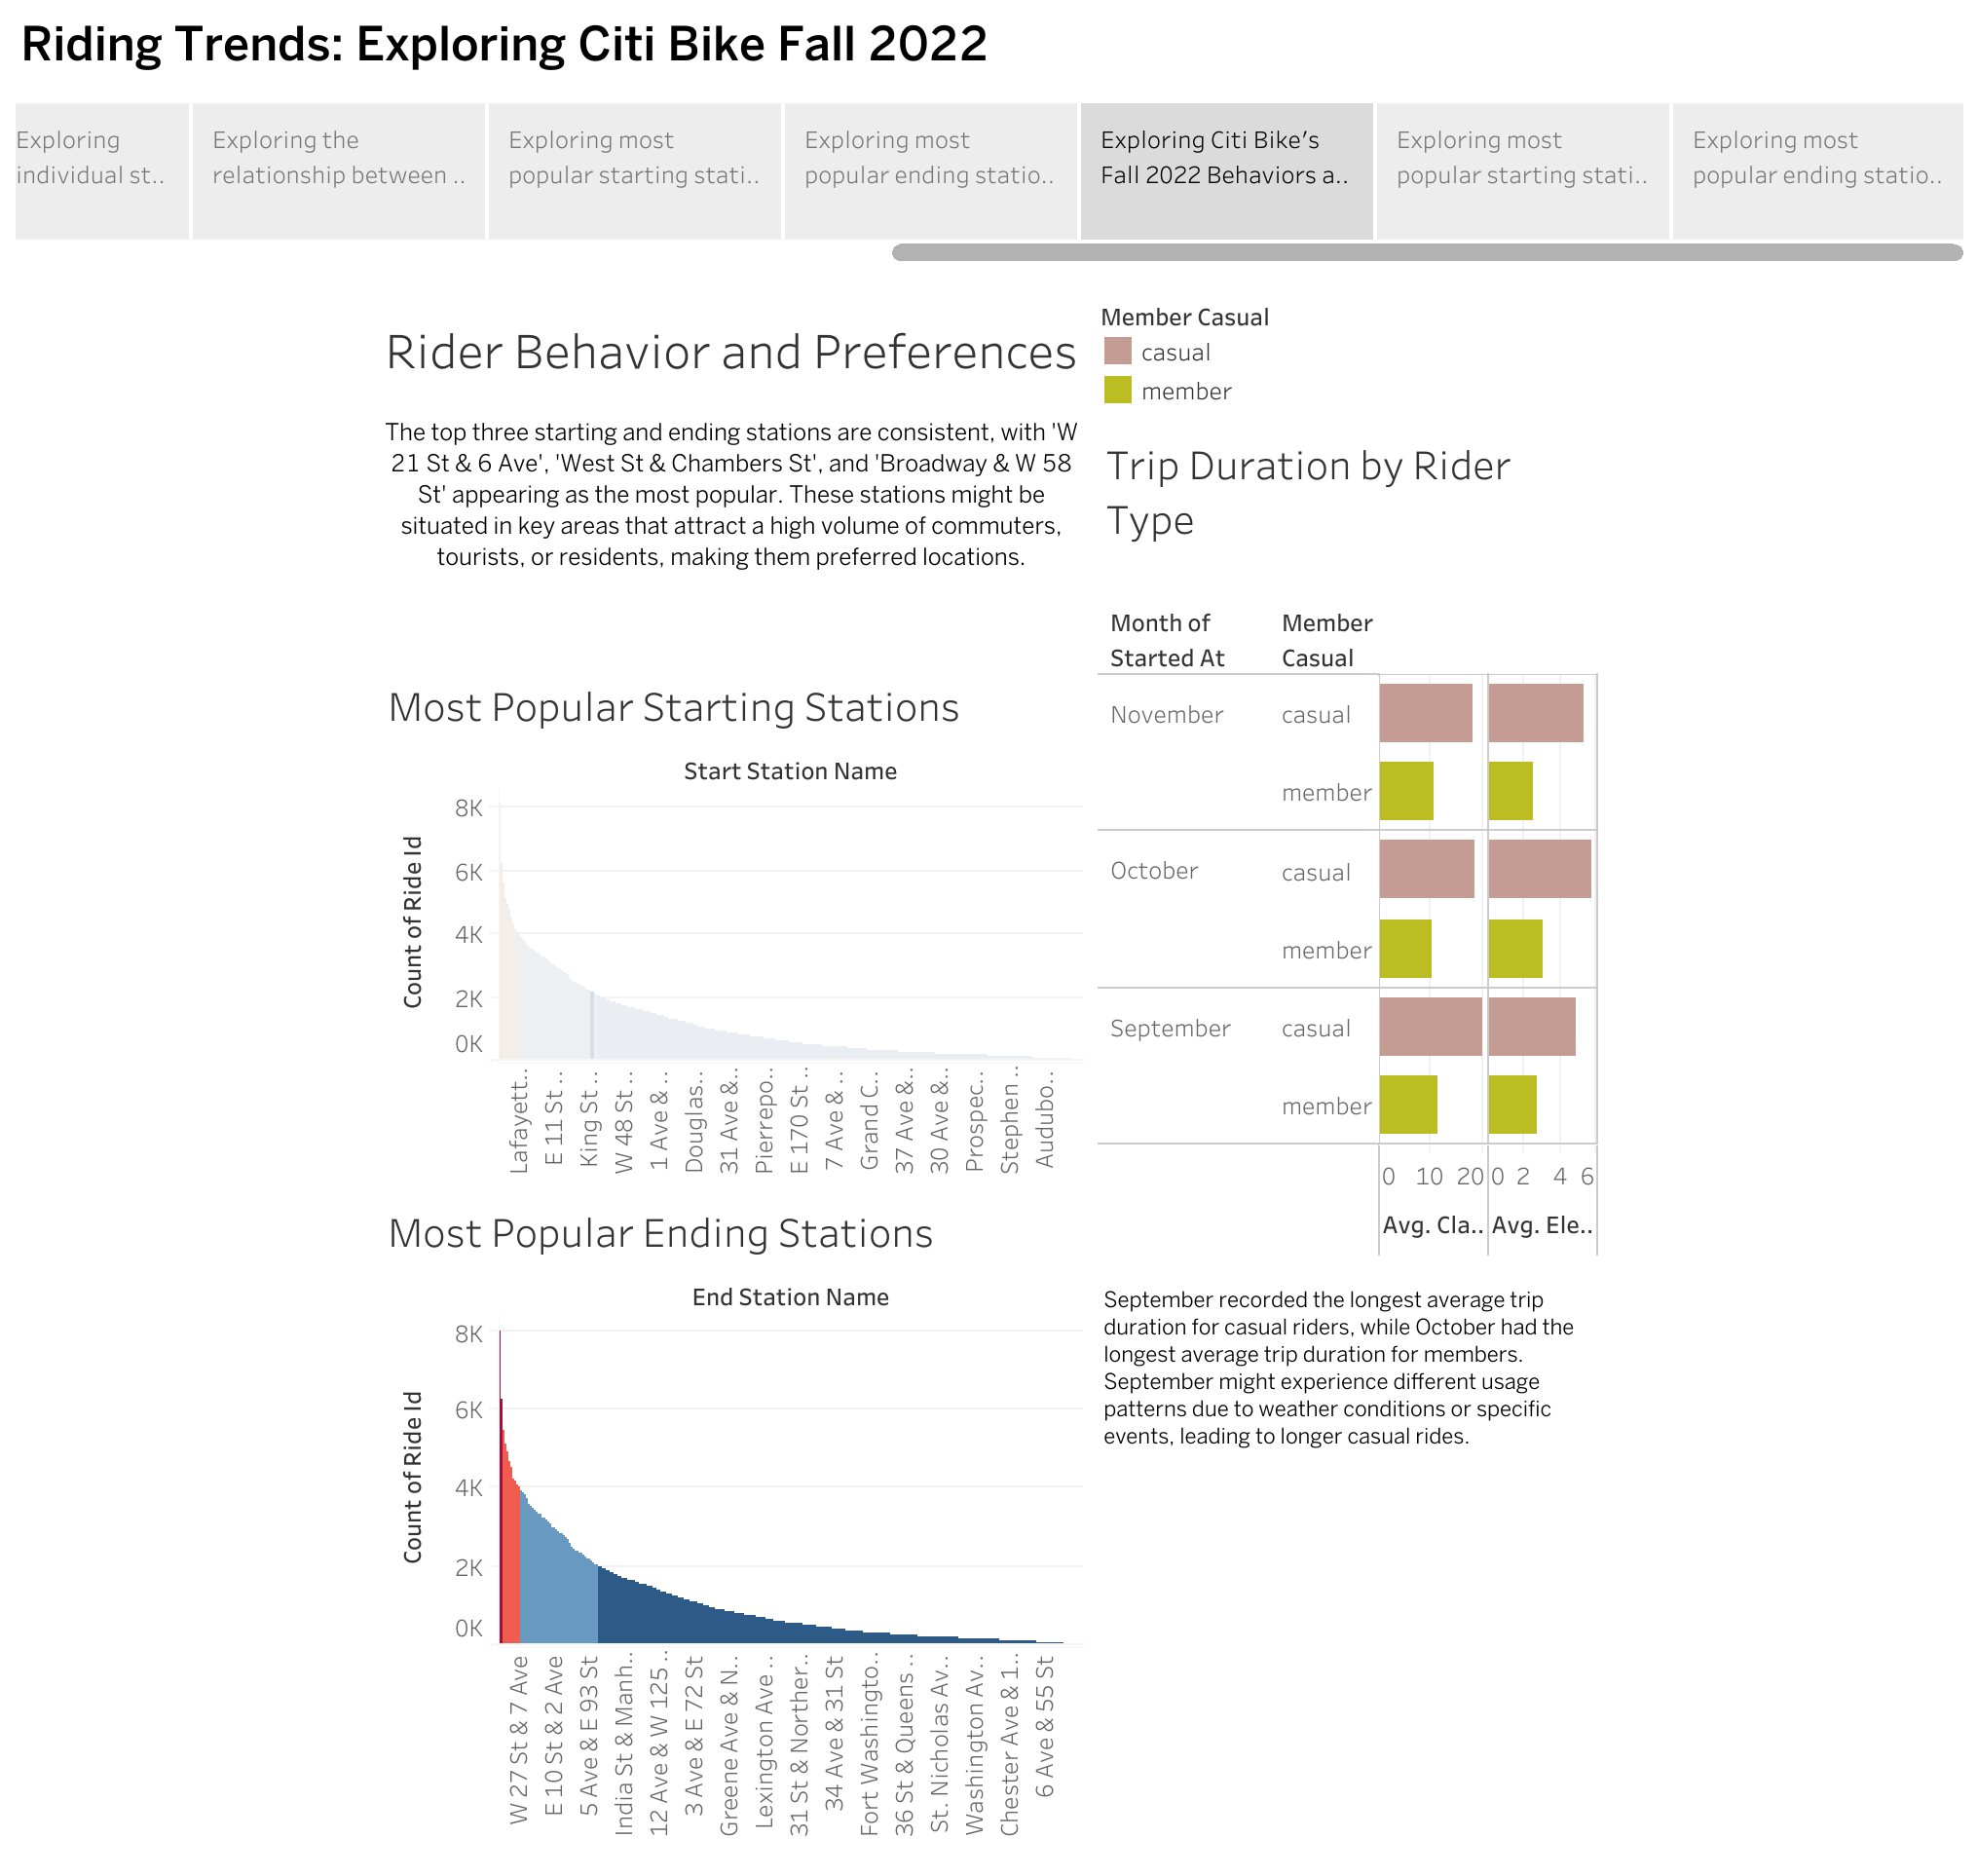 Riding Trends: Exploring Citi Bike Fall 2022
Exploring
individual st..
Exploring the
relationship between ..
Exploring most
popular starting stati..
Exploring most
popular ending statio..
Exploring Citi Bike's
Fall 2022 Behaviors a..
Exploring most
popular starting stati..
Exploring most
popular ending statio..
Rider Behavior and Preferences
The top three starting and ending stations are consistent, with 'W
21 St & 6 Ave', 'West St & Chambers St', and 'Broadway & W 58
St' appearing as the most popular. These stations might be
situated in key areas that attract a high volume of commuters,
tourists, or residents, making them preferred locations.
Most Popular Starting Stations
Start Station Name
Count of Ride Id
8K
6K
4K
2K
0K
Lafayett..
E 11 St ..
King St ..
W 48 St ..
1 Ave & ..
Douglas..
31 Ave &..
Pierrepo..
E 170 St ..
7 Ave & ..
Grand C..
37 Ave &..
30 Ave &..
Prospec..
Stephen ..
Audubo..
Most Popular Ending Stations
End Station Name
Count of Ride Id
8K
6K
4K
2K
0K
W 27 St & 7 Ave
E 10 St & 2 Ave
5 Ave & E 93 St
India St & Manh..
12 Ave & W 125 ..
3 Ave & E 72 St
Greene Ave & N..
Lexington Ave ..
31 St & Norther..
34 Ave & 31 St
Fort Washingto..
36 St & Queens ..
St. Nicholas Av..
Washington Av..
Chester Ave & 1..
6 Ave & 55 St
Member Casual
casual
member
Trip Duration by Rider
Type
Month of
Started At
Member
Casual
November
casual
member
October
casual
member
September
casual
member
0 10 20 0 2 4 6
Avg. Cla.. Avg. Ele..
September recorded the longest average trip
duration for casual riders, while October had the
longest average trip duration for members.
September might experience different usage
patterns due to weather conditions or specific
events, leading to longer casual rides.